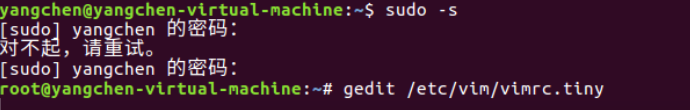 yangchen@yangchen-virtual-machine:~$ sudo -s
[sudo] yangchen 的密码：
对不起，请重试。
[sudo] yangchen 的密码：
root@yangchen-virtual-machine:~# gedit /etc/vim/vimrc.tiny